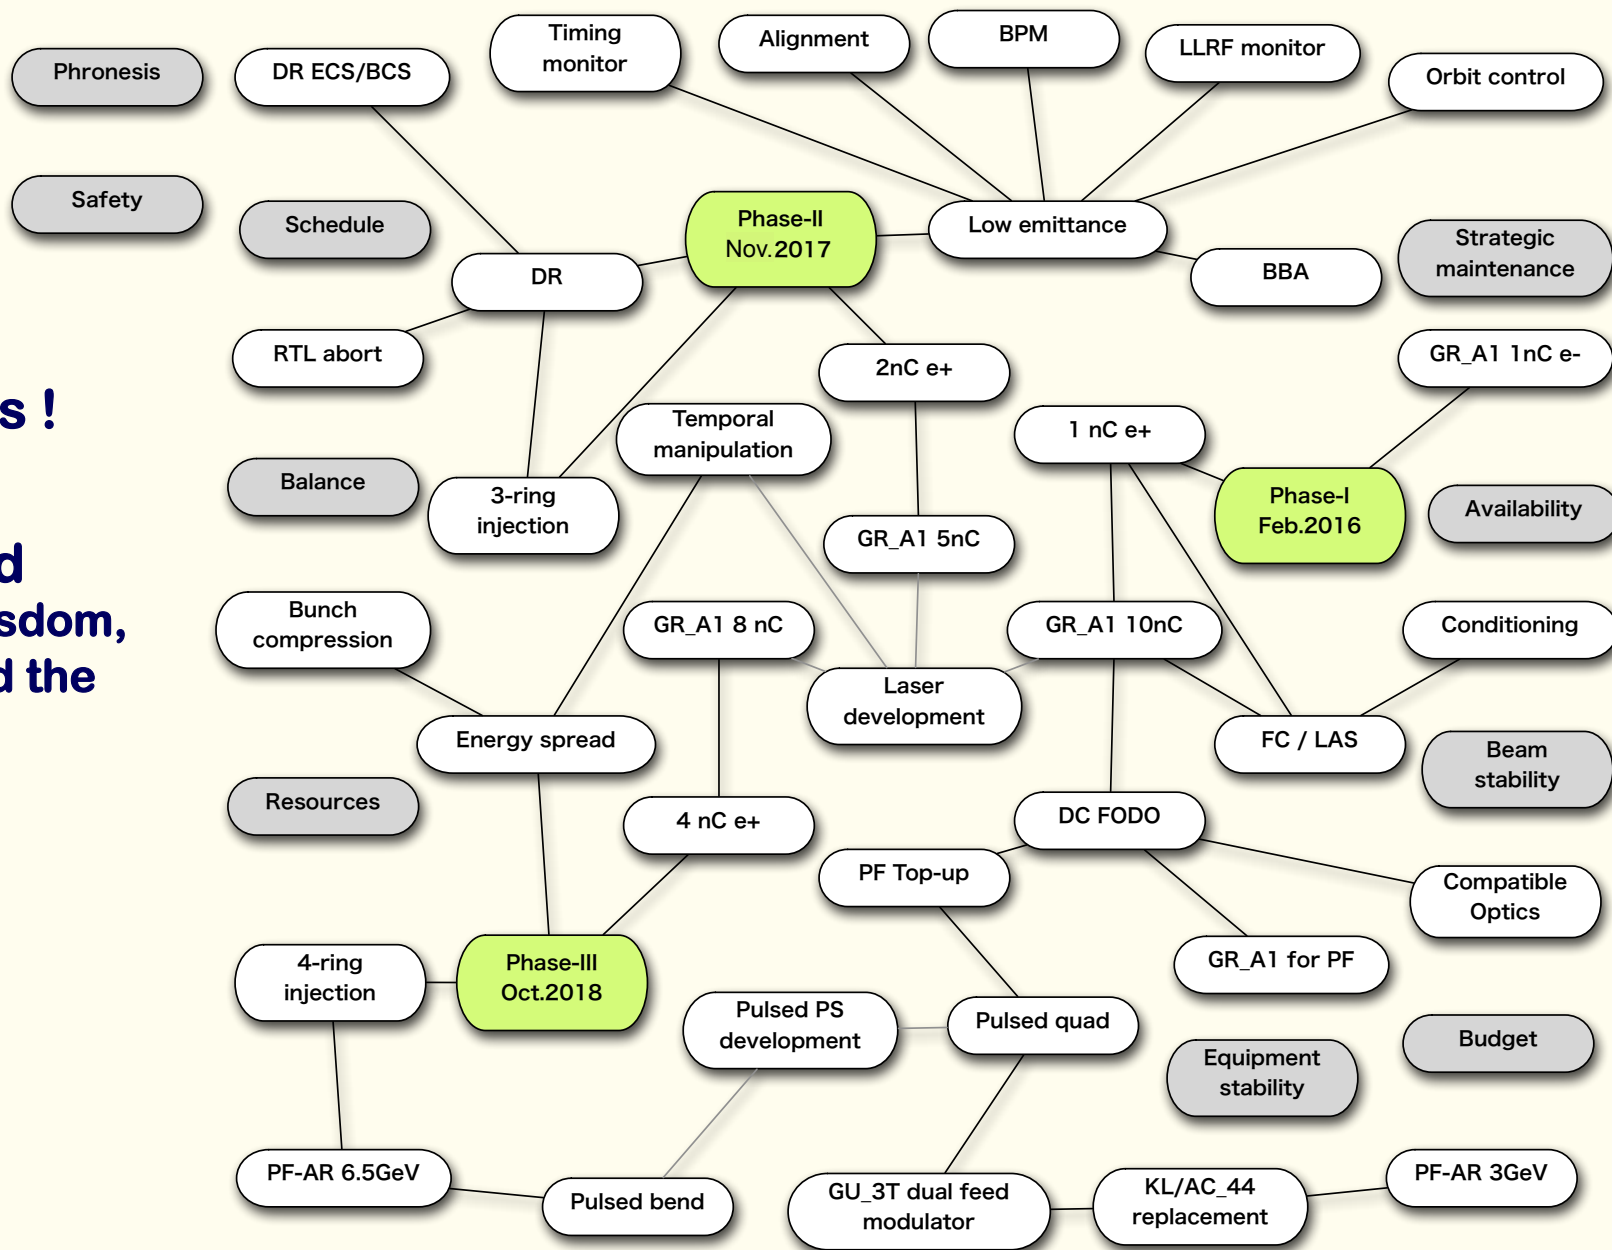 Timing
monitor
Alignment
BPM
LLRF monitor
Orbit control
Phronesis
DR ECS/BCS
Safety
Schedule
Phase-II
Nov.2017
Low emittance
Strategic
maintenance
DR
BBA
RTL abort
2nC e+
GR_A1 1nC e-
s !
Temporal
manipulation
1 nC e+
Balance
3-ring
injection
Phase-I
Feb.2016
Availability
GR_A1 5nC
d
sdom,
d the
Bunch
compression
GR_A1 8 nC
GR_A1 10nC
Conditioning
Laser
development
Energy spread
FC / LAS
Beam
stability
Resources
4 nC e+
DC FODO
PF Top-up
Compatible
Optics
4-ring
injection
Phase-III
Oct.2018
GR_A1 for PF
Pulsed PS
development
Pulsed quad
Budget
Equipment
stability
PF-AR 6.5GeV
Pulsed bend
GU_3T dual feed
modulator
KL/AC_44
replacement
PF-AR 3GeV